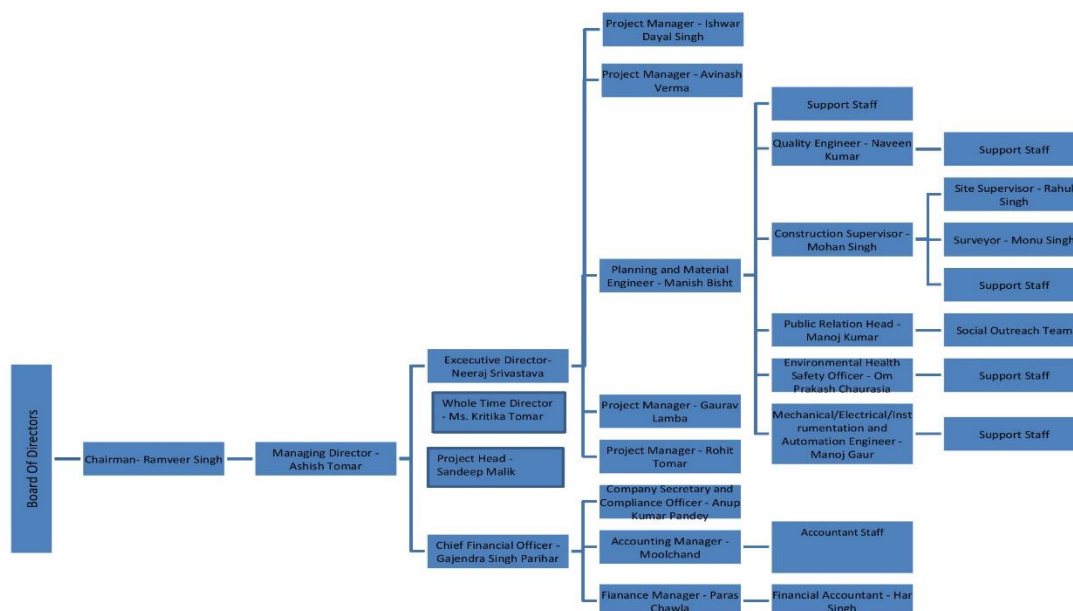 Board Of Directors
Chairman- Ramveer Singh
Managing Director -
Ashish Tomar
Excecutive Director-
Neeraj Srivastava
Whole Time Director
- Ms. Kritika Tomar
Project Head -
Sandeep Malik
Chief Financial Officer -
Gajendra Singh Parihar
Project Manager - Ishwar
Dayal Singh
Project Manager - Avinash
Verma
Planning and Material
Engineer - Manish Bisht
Project Manager - Gaurav
Lamba
Project Manager - Rohit
Tomar
Company Secretary and
Compliance Officer - Anup
Kumar Pandey
Accounting Manager -
Moolchand
Fianance Manager - Paras
Chawla
Support Staff
Quality Engineer - Naveen
Kumar
Construction Supervisor -
Mohan Singh
Public Relation Head -
Manoj Kumar
Environmental Health
Safety Officer - Om
Prakash Chaurasia
Mechanical/Electrical/Inst
rumentation and
Automation Engineer -
Manoj Gaur
Accountant Staff
Financial Accountant - Har
Singh
Support Staff
Site Supervisor - Rahul
Singh
Surveyor - Monu Singh
Support Staff
Social Outreach Team
Support Staff
Support Staff